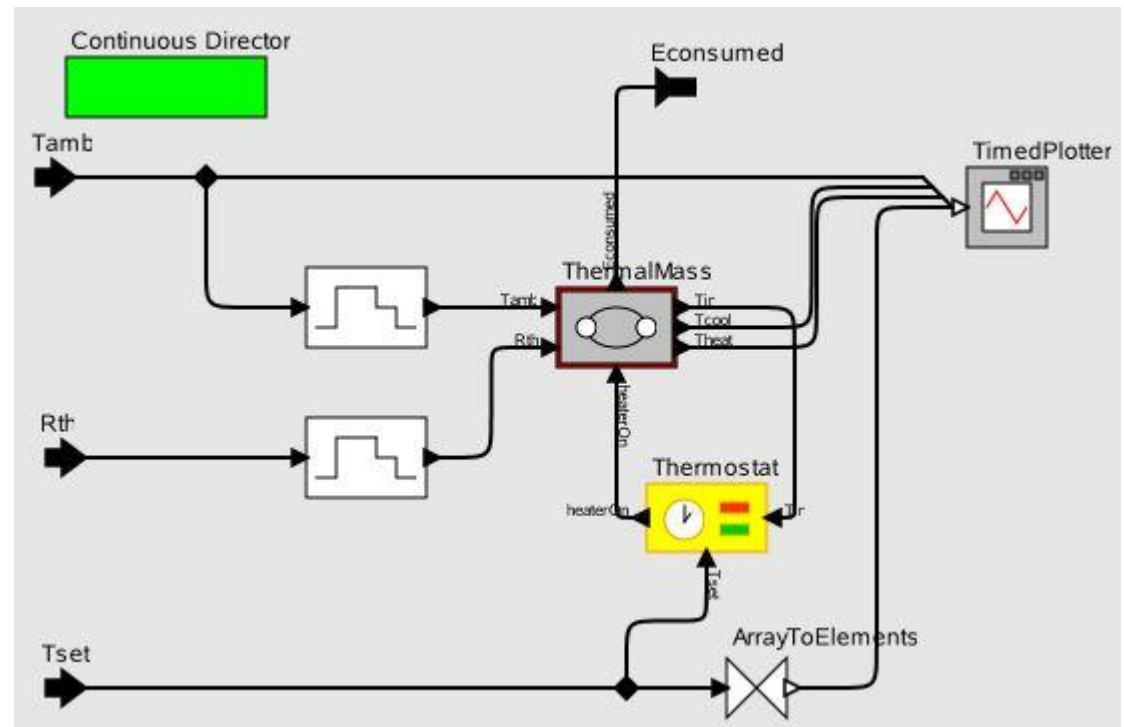 Continuous Director
Econsumed
Tamb
TimedPlotter
Econsumed
ThermalMass
Tamb
Tin
Tcool
Rth
Theat
heaterOn
Rth
Thermostat
heaterOn
Tin
Tset
ArrayToElements
Tset